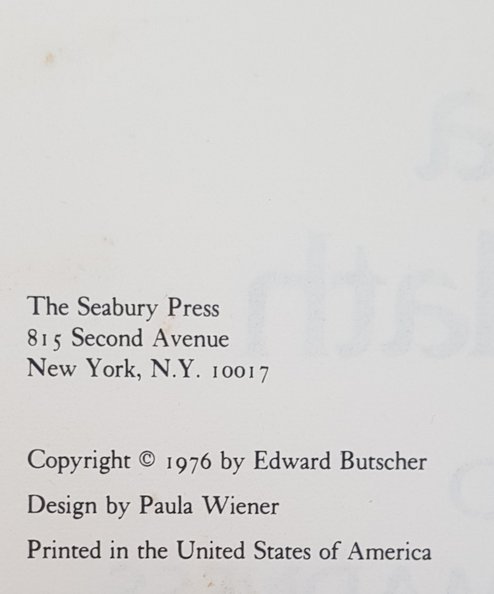 The Seabury Press
815 Second Avenue
New York, N.Y. 10017
Copyright © 1976 by Edward Butscher
Design by Paula Wiener
Printed in the United States of America